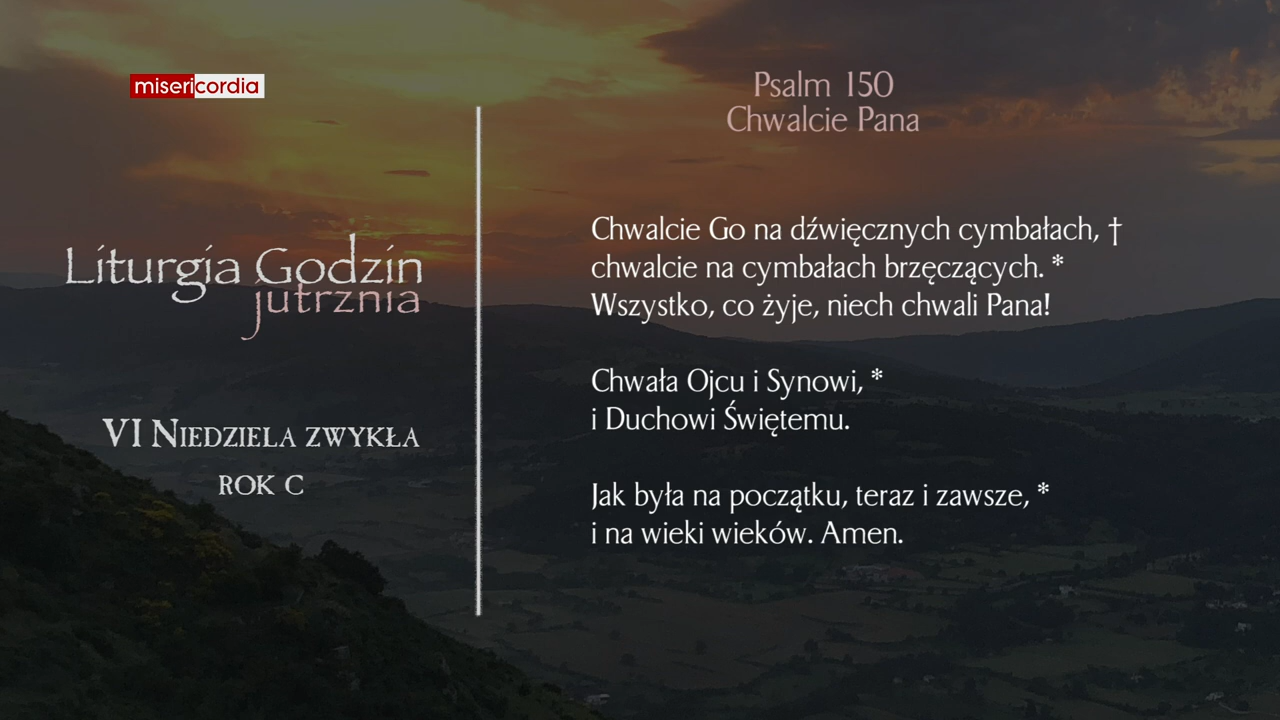 misericordia
Liturgia Godzin
jutrznia
VI Niedziela zwykła
rok C
Psalm 150
Chwalcie Pana
Chwalcie Go na dźwięcznych cymbałach, †
chwalcie na cymbałach brzęczących. *
Wszystko, co żyje, niech chwali Pana!
Chwała Ojcu i Synowi, *
i Duchowi Świętemu.
Jak była na początku, teraz i zawsze, *
i na wieki wieków. Amen.